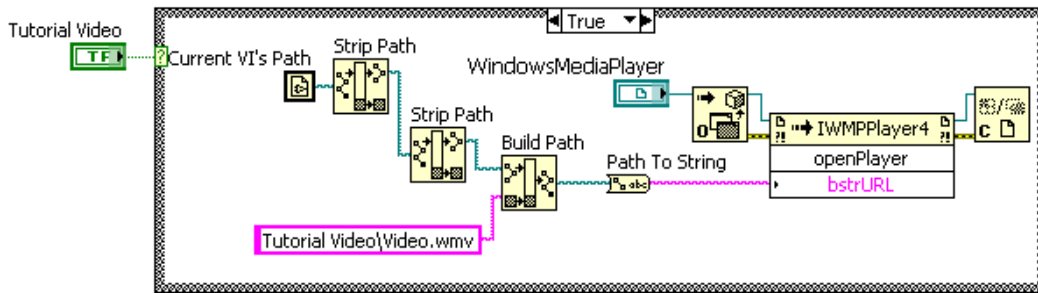 True
Tutorial Video
TF
?
Current VI's Path
Strip Path
WindowsMediaPlayer
Strip Path
Build Path
IWMPPlayer4
?!
?!
O
C
Path To String
abc
openPlayer
bstrURL
Tutorial Video\Video.wmv